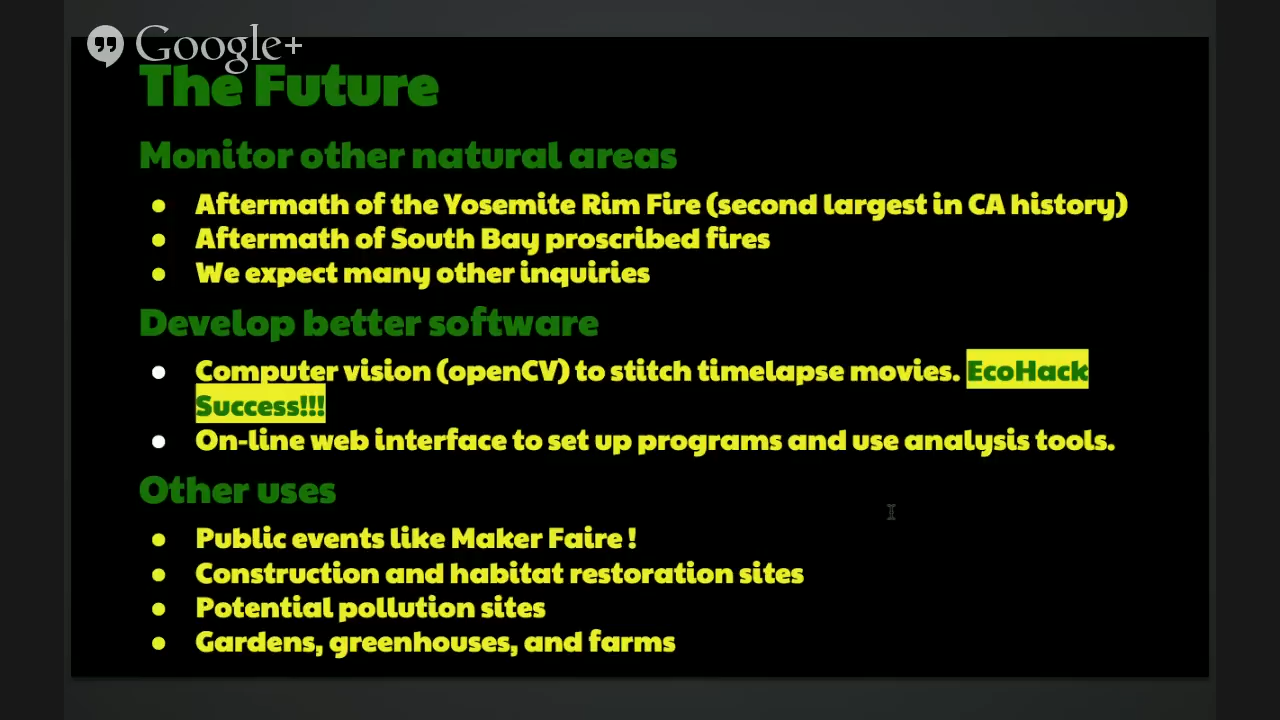 Google+
The Future
Monitor other natural areas
● Aftermath of the Yosemite Rim Fire (second largest in CA history)
● Aftermath of South Bay proscribed fires
● We expect many other inquiries
Develop better software
● Computer vision (openCV) to stitch timelapse movies. EcoHack
Success!!!
● On-line web interface to set up programs and use analysis tools.
Other uses
● Public events like Maker Faire !
● Construction and habitat restoration sites
● Potential pollution sites
● Gardens, greenhouses, and farms